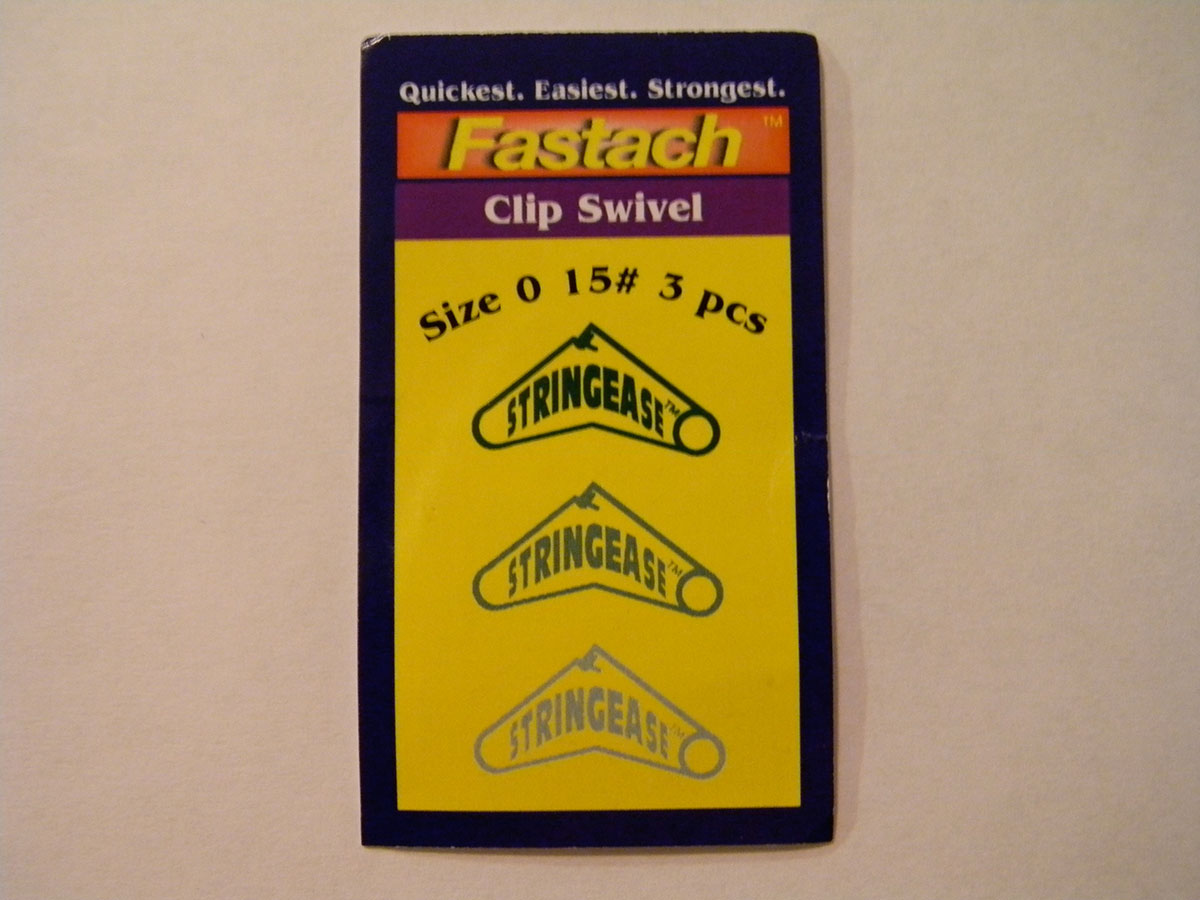 Quickest. Easiest. Strongest.
Fastach™
Clip Swivel
Size 0 15# 3 pcs
STRINGEASE™
STRINGEASE™
STRINGEASE™